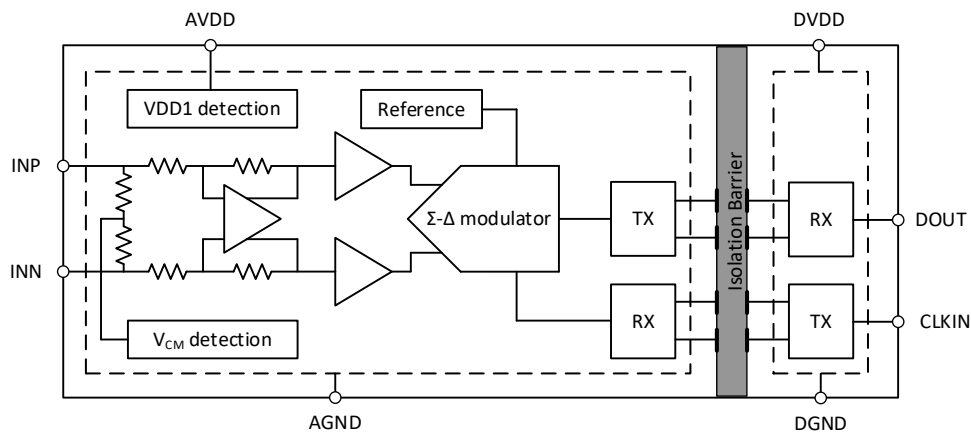 AVDD
DVDD
VDD1 detection
Reference
INP
INN
Σ-Δ modulator
TX
RX
Isolation Barrier
RX
TX
DOUT
CLKIN
VCM detection
AGND
DGND